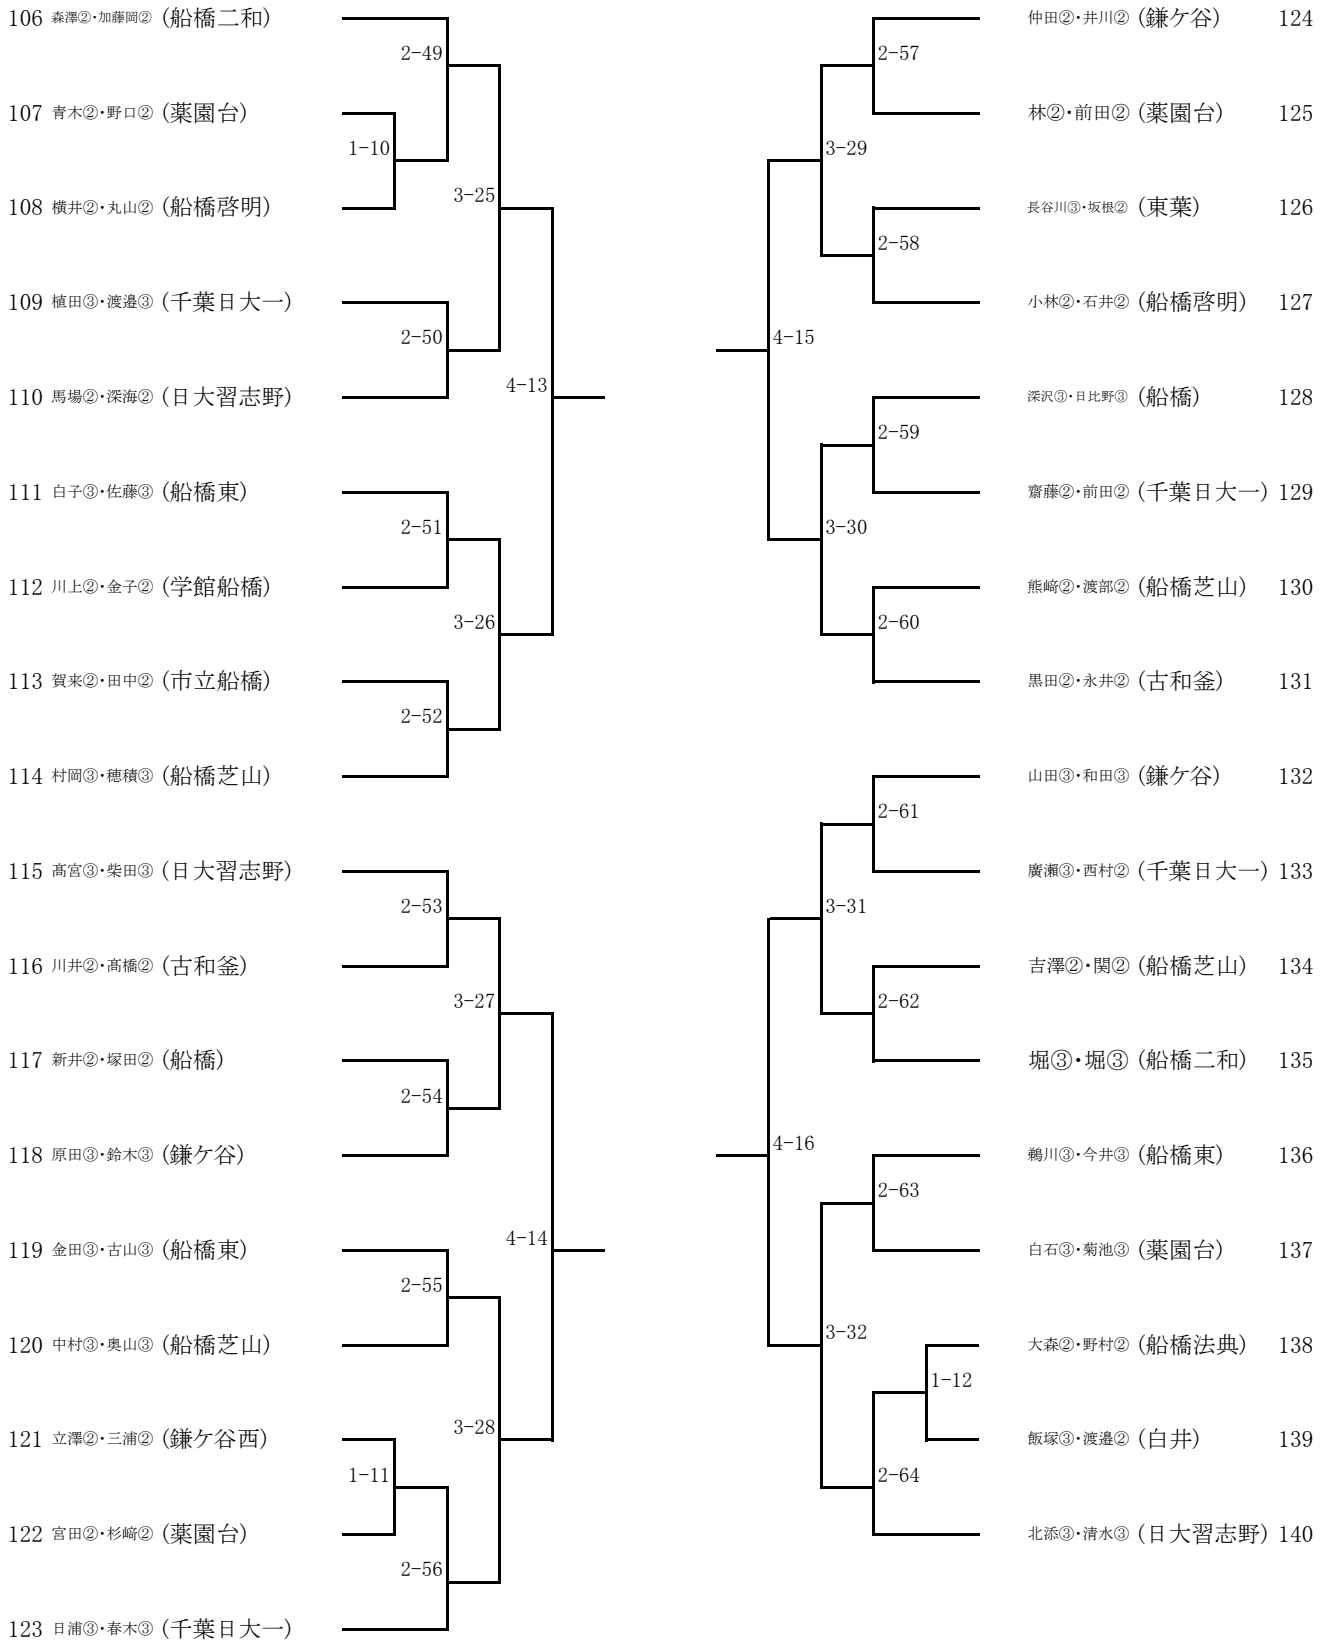 106 森澤②・加藤岡② (船橋二和)
2-49
107 青木②・野口② (薬園台)
1-10
108 横井②・丸山② (船橋啓明)
3-25
109 植田③・渡邉③ (千葉日大一)
2-50
110 馬場②・深海② (日大習志野)
4-13
111 白子③・佐藤③ (船橋東)
2-51
112 川上②・金子② (学館船橋)
3-26
113 賀来②・田中② (市立船橋)
2-52
114 村岡③・穂積③ (船橋芝山)
115 髙宮③・柴田③ (日大習志野)
2-53
116 川井②・髙橋② (古和釜)
3-27
117 新井②・塚田② (船橋)
2-54
118 原田③・鈴木③ (鎌ケ谷)
4-14
119 金田③・古山③ (船橋東)
2-55
120 中村③・奥山③ (船橋芝山)
3-28
121 立澤②・三浦② (鎌ケ谷西)
1-11
122 宮田②・杉﨑② (薬園台)
2-56
123 日浦③・春木③ (千葉日大一)
仲田②・井川② (鎌ケ谷) 124
2-57
林②・前田② (薬園台) 125
3-29
長谷川③・坂根② (東葉) 126
2-58
小林②・石井② (船橋啓明) 127
4-15
深沢③・日比野③ (船橋) 128
2-59
齋藤②・前田② (千葉日大一) 129
3-30
熊﨑②・渡部② (船橋芝山) 130
2-60
黒田②・永井② (古和釜) 131
山田③・和田③ (鎌ケ谷) 132
2-61
廣瀬③・西村② (千葉日大一) 133
3-31
吉澤②・関② (船橋芝山) 134
2-62
堀③・堀③ (船橋二和) 135
4-16
鵜川③・今井③ (船橋東) 136
2-63
白石③・菊池③ (薬園台) 137
3-32
大森②・野村② (船橋法典) 138
1-12
飯塚③・渡邉② (白井) 139
2-64
北添③・清水③ (日大習志野) 140